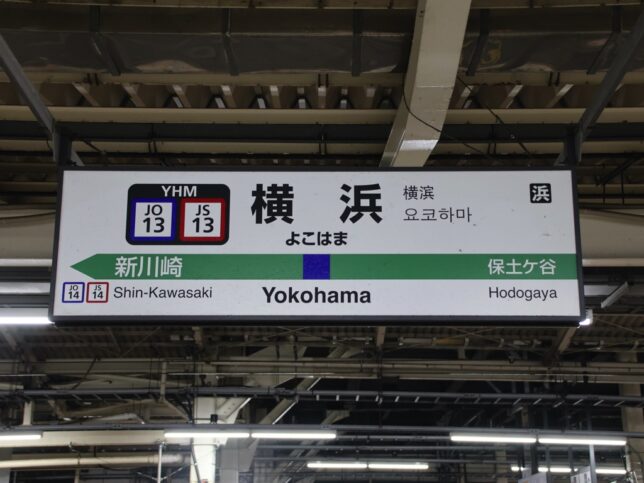 YHM
JO 13
JS 13
横浜
よこはま
横滨
요코하마
浜
新川崎
保土ケ谷
JO 14
JS 14
Shin-Kawasaki
Yokohama
Hodogaya